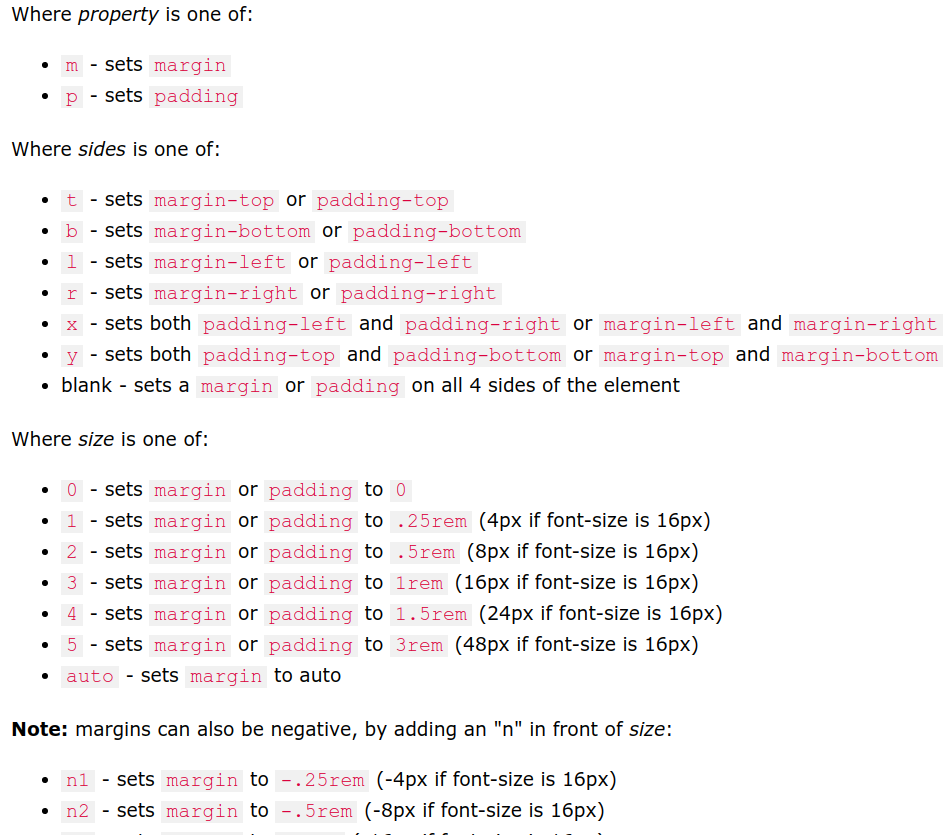 Where property is one of:
m - sets margin
p - sets padding
Where sides is one of:
t - sets margin-top or padding-top
b - sets margin-bottom or padding-bottom
l - sets margin-left or padding-left
r - sets margin-right or padding-right
x - sets both padding-left and padding-right or margin-left and margin-right
y - sets both padding-top and padding-bottom or margin-top and margin-bottom
blank - sets a margin or padding on all 4 sides of the element
Where size is one of:
0 - sets margin or padding to 0
1 - sets margin or padding to .25rem (4px if font-size is 16px)
2 - sets margin or padding to .5rem (8px if font-size is 16px)
3 - sets margin or padding to 1rem (16px if font-size is 16px)
4 - sets margin or padding to 1.5rem (24px if font-size is 16px)
5 - sets margin or padding to 3rem (48px if font-size is 16px)
auto - sets margin to auto
Note: margins can also be negative, by adding an "n" in front of size:
n1 - sets margin to -.25rem (-4px if font-size is 16px)
n2 - sets margin to -.5rem (-8px if font-size is 16px)